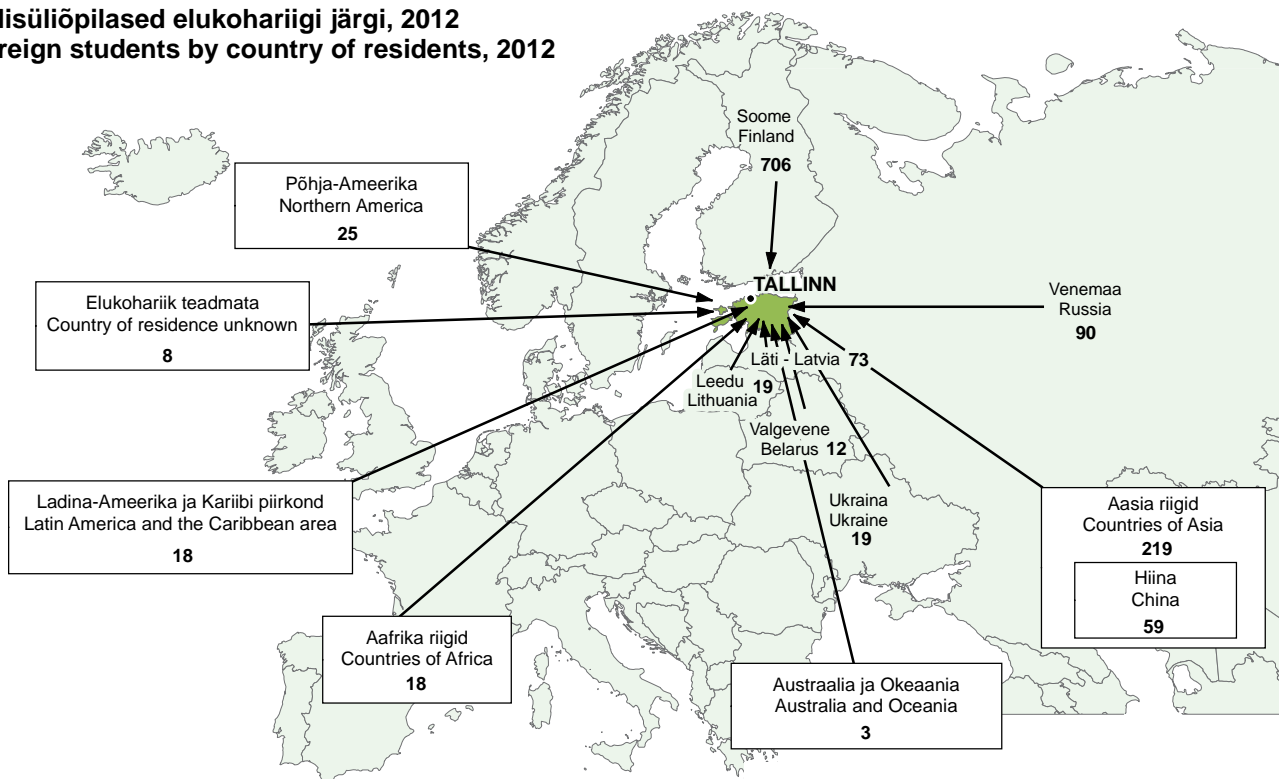 lisüliõpilased elukohariigi järgi, 2012
reign students by country of residents, 2012
Soome
Finland
706
Põhja-Ameerika
Northern America
25
TALLINN
Elukohariik teadmata
Country of residence unknown
8
Venemaa
Russia
90
Läti - Latvia 73
Leedu 19
Lithuania
Valgevene
Belarus 12
Ladina-Ameerika ja Kariibi piirkond
Latin America and the Caribbean area
18
Ukraina
Ukraine
19
Aasia riigid
Countries of Asia
219
Hiina
China
59
Aafrika riigid
Countries of Africa
18
Austraalia ja Okeaania
Australia and Oceania
3